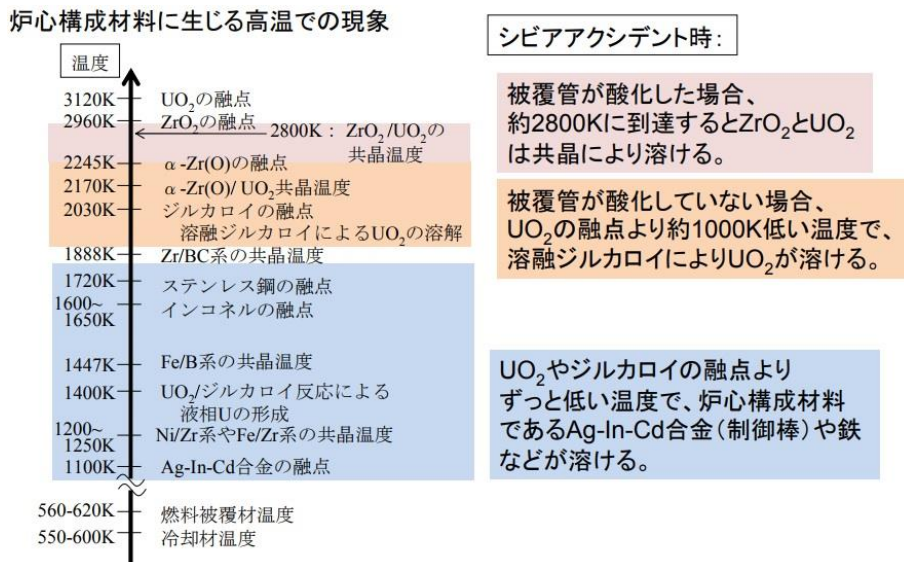 炉心構成材料に生じる高温での現象
温度
3120K UO₂の融点
2960K ZrO₂の融点
2800K： ZrO₂/UO₂の
共晶温度
2245K α-Zr(O)の融点
2170K α-Zr(O)/ UO₂共晶温度
2030K ジルカロイの融点
溶融ジルカロイによるUO₂の溶解
1888K Zr/BC系の共晶温度
1720K ステンレス鋼の融点
1600~
1650K インコネルの融点
1447K Fe/B系の共晶温度
1400K UO₂/ジルカロイ反応による
液相Uの形成
1200~
1250K Ni/Zr系やFe/Zr系の共晶温度
1100K Ag-In-Cd合金の融点
560-620K 燃料被覆材温度
550-600K 冷却材温度
シビアアクシデント時：
被覆管が酸化した場合、
約2800Kに到達するとZrO₂とUO₂
は共晶により溶ける。
被覆管が酸化していない場合、
UO₂の融点より約1000K低い温度で、
溶融ジルカロイによりUO₂が溶ける。
UO₂やジルカロイの融点より
ずっと低い温度で、炉心構成材料
であるAg-In-Cd合金（制御棒）や鉄
などが溶ける。